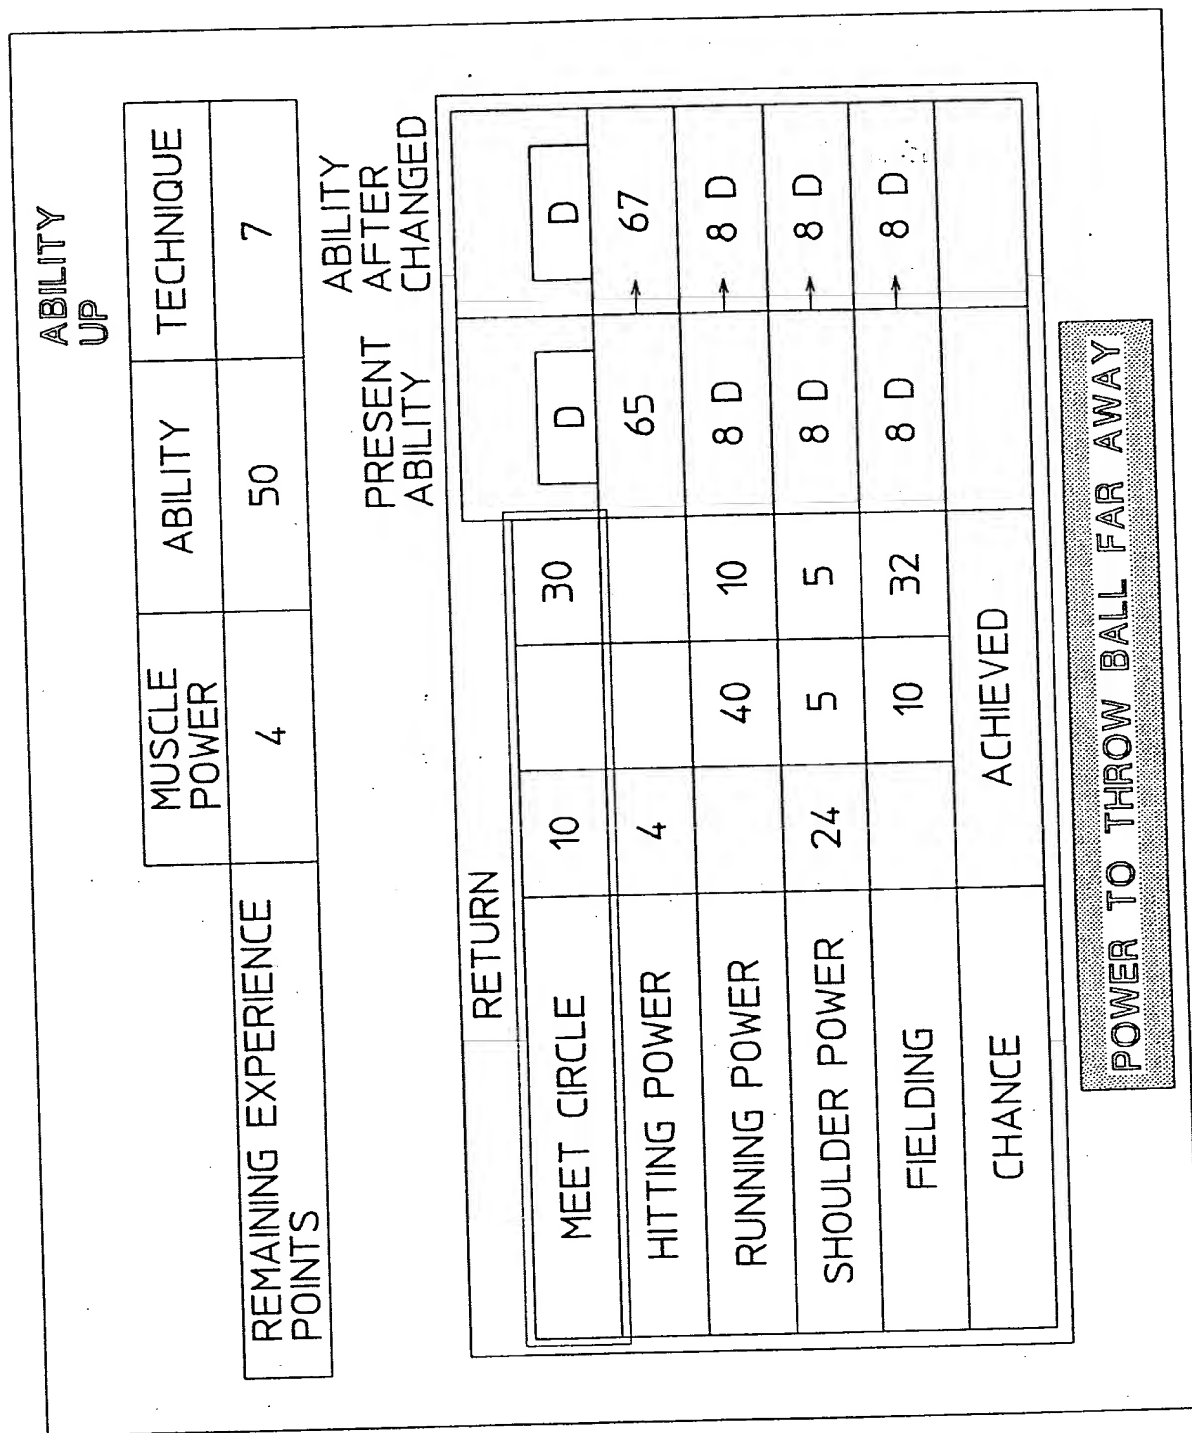 ABILITY
UP
MUSCLE
POWER
ABILITY
TECHNIQUE
REMAINING EXPERIENCE
POINTS
4
50
7
PRESENT
ABILITY
ABILITY
AFTER
CHANGED
RETURN
MEET CIRCLE 10 30 D D
HITTING POWER 4 65 → 67
RUNNING POWER 40 10 8 D → 8 D
SHOULDER POWER 24 5 5 8 D → 8 D
FIELDING 10 32 8 D → 8 D
CHANCE ACHIEVED
POWER TO THROW BALL FAR AWAY